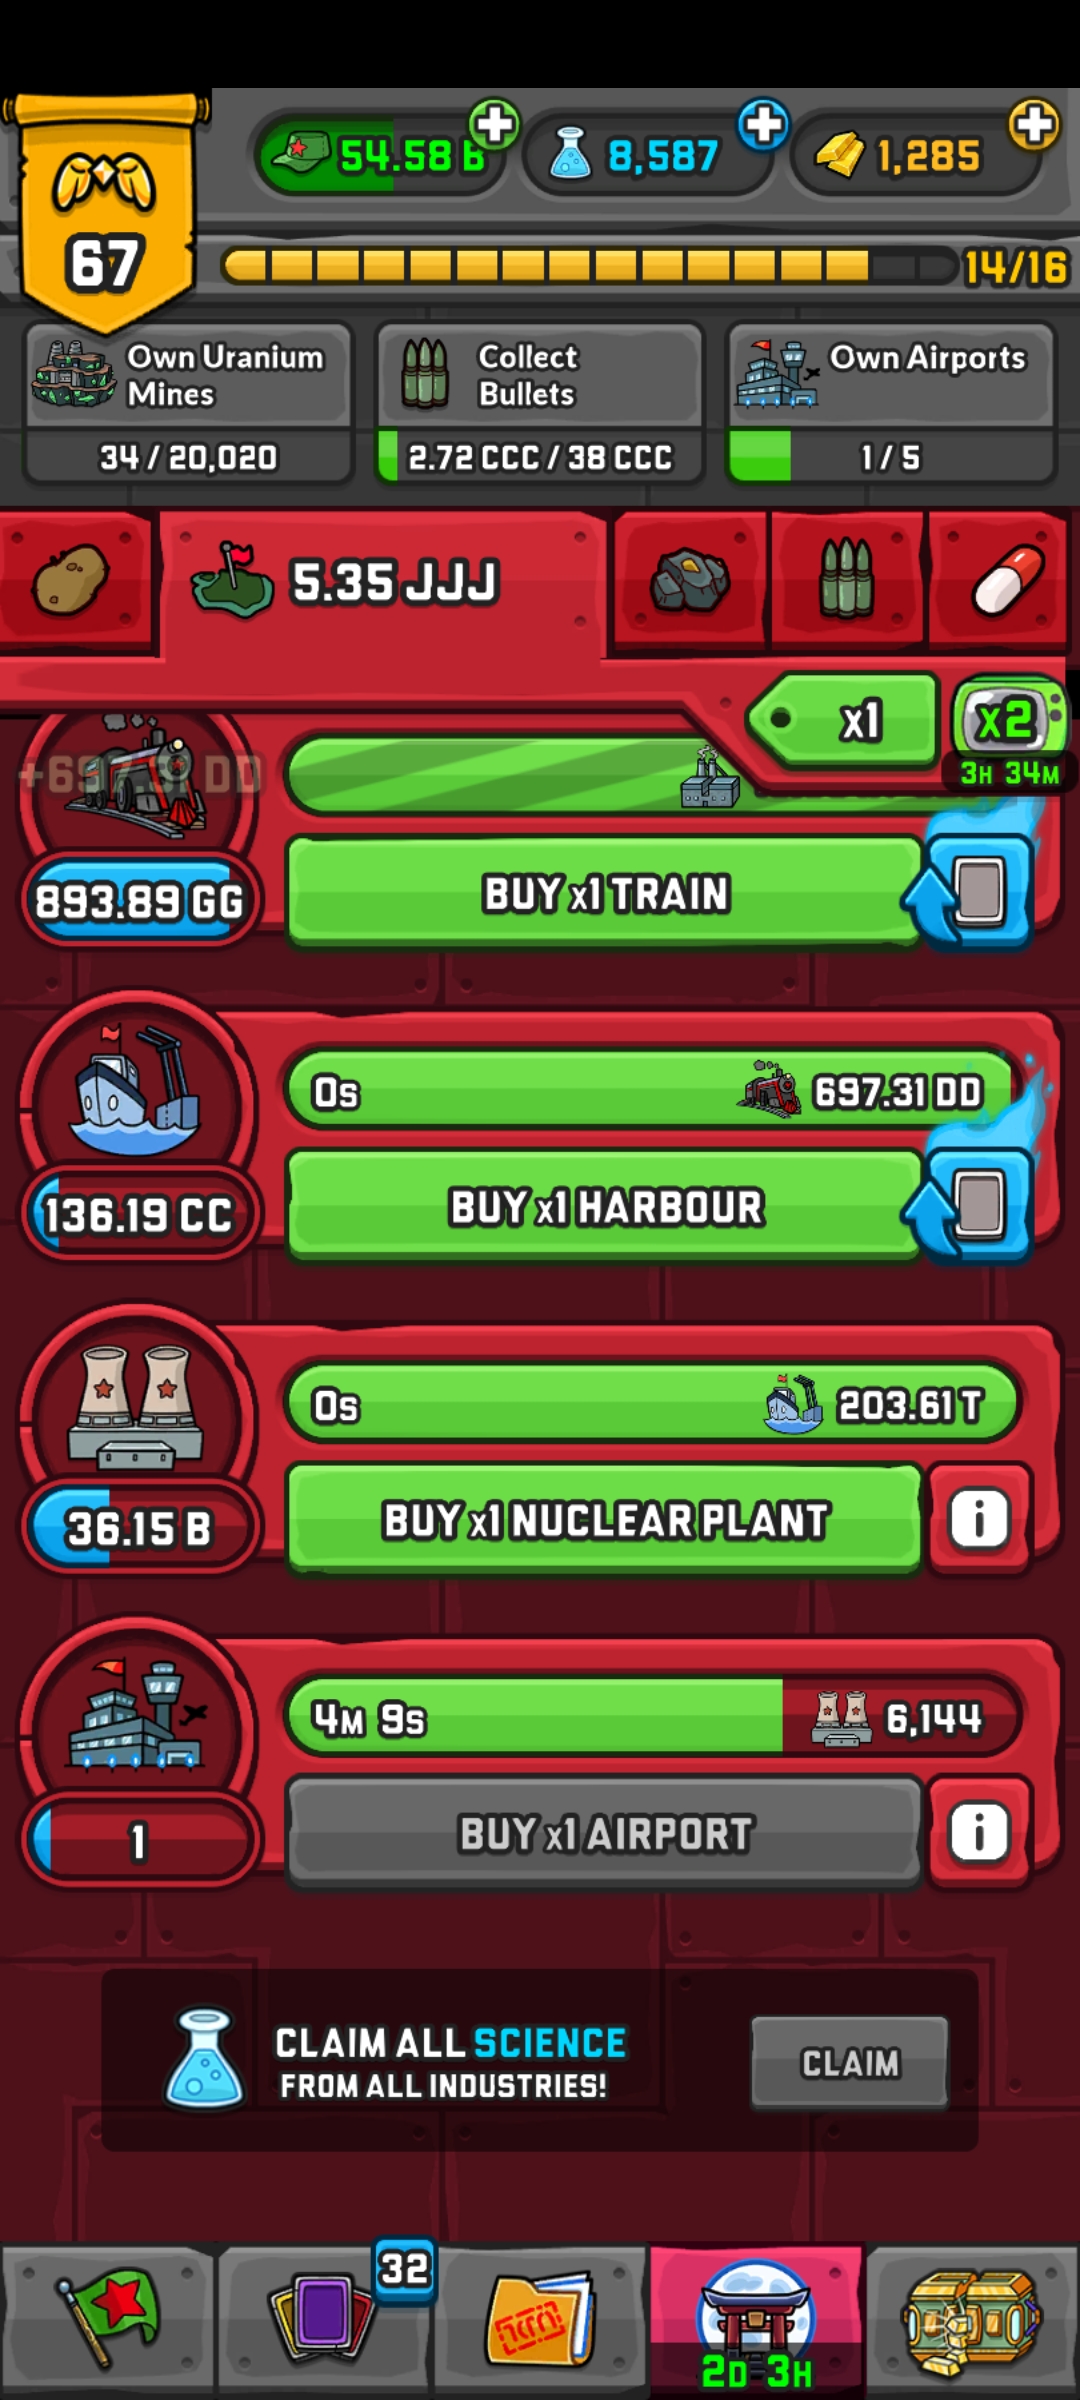 54.58 B
8,587
1,285
67
14/16
Own Uranium
Mines
34 / 20,020
Collect
Bullets
2.72 CCC / 38 CCC
Own Airports
1 / 5
5.35 JJJ
x1
x2
3H 34M
+697.31 DD
893.89 GG
BUY x1 TRAIN
0s
697.31 DD
136.19 CC
BUY x1 HARBOUR
0s
203.61 T
36.15 B
BUY x1 NUCLEAR PLANT
i
4M 9s
6,144
1
BUY x1 AIRPORT
i
CLAIM ALL SCIENCE
FROM ALL INDUSTRIES!
CLAIM
32
2D 3H